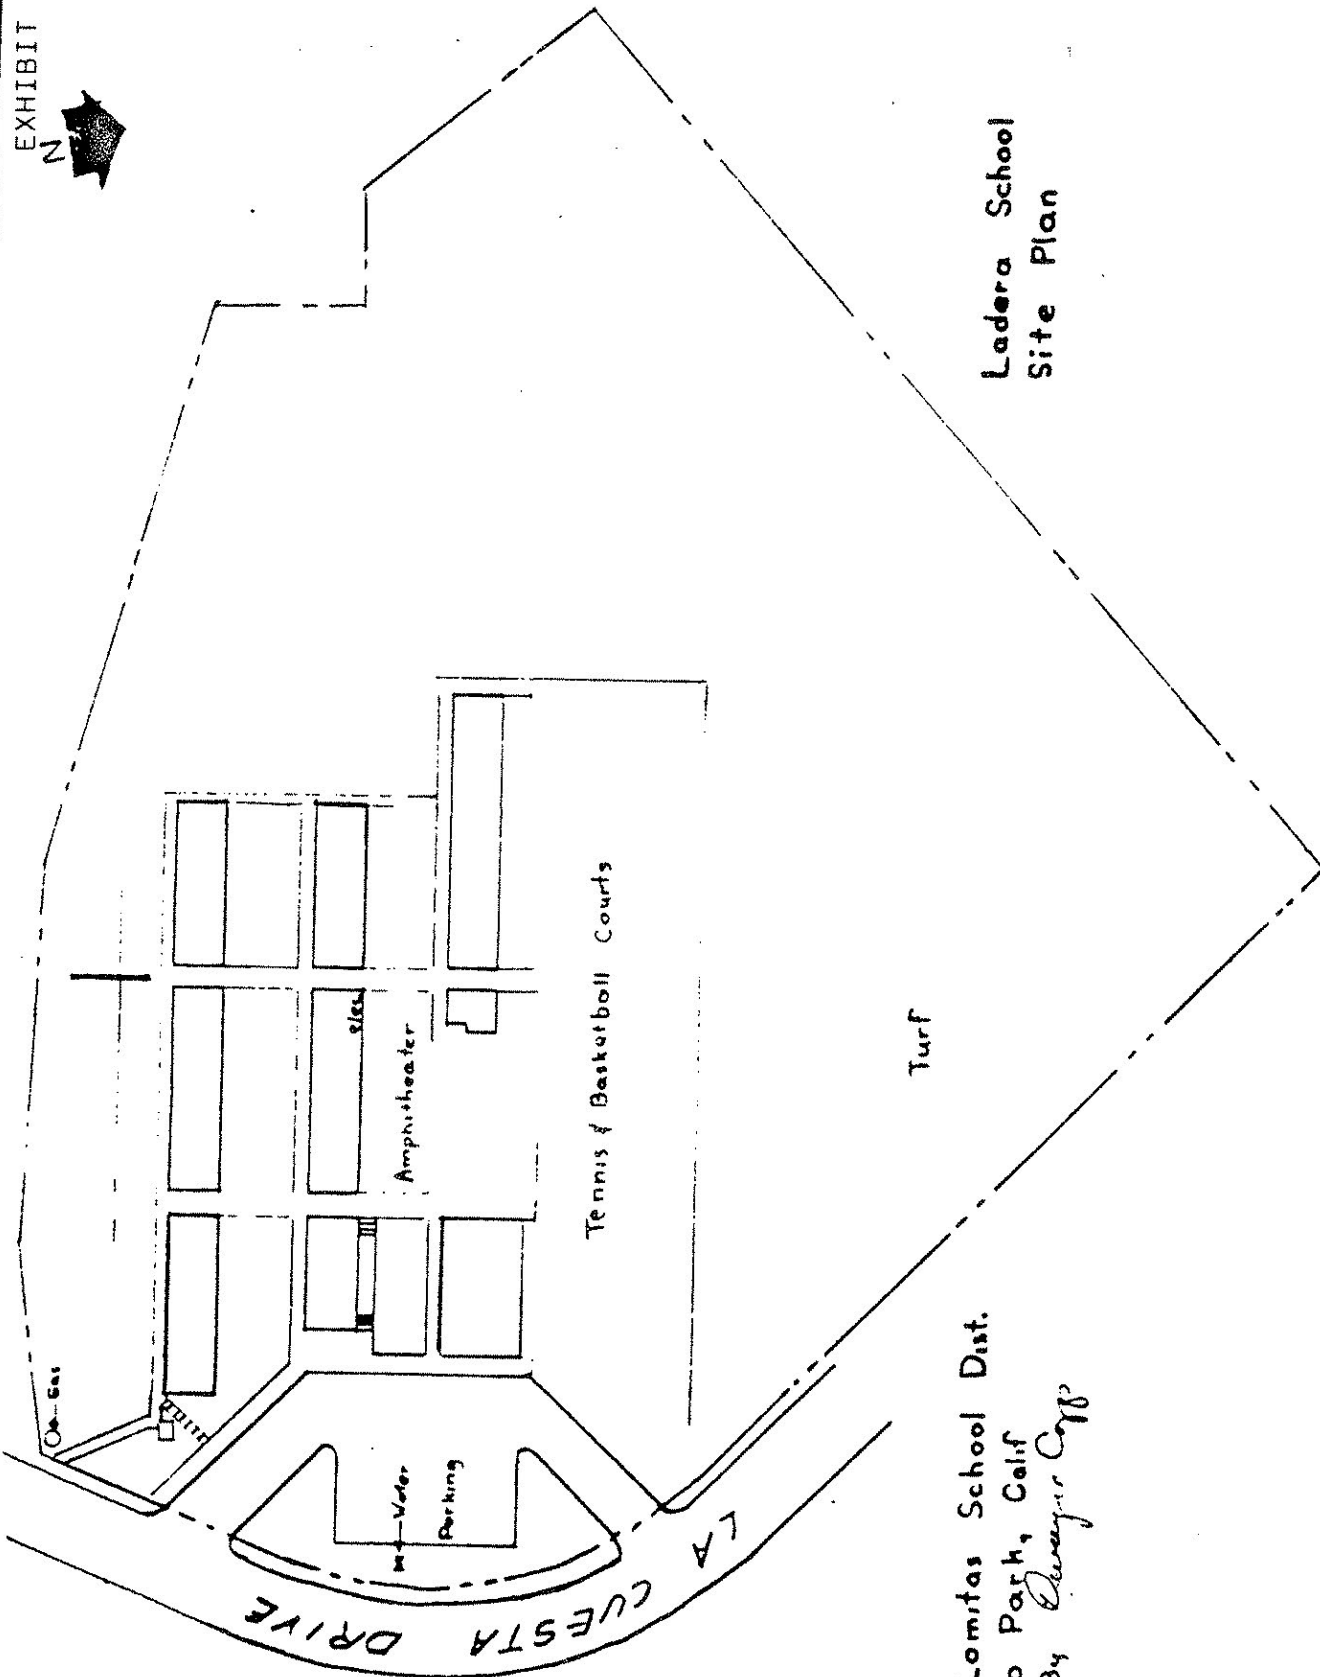 EXHIBIT
N
Ladera School
Site Plan
Gas
Elec
Amphitheater
Tennis & Basketball Courts
Turf
Water
Parking
LA CUESTA DRIVE
Lomitas School Dist.
Park, Calif
By